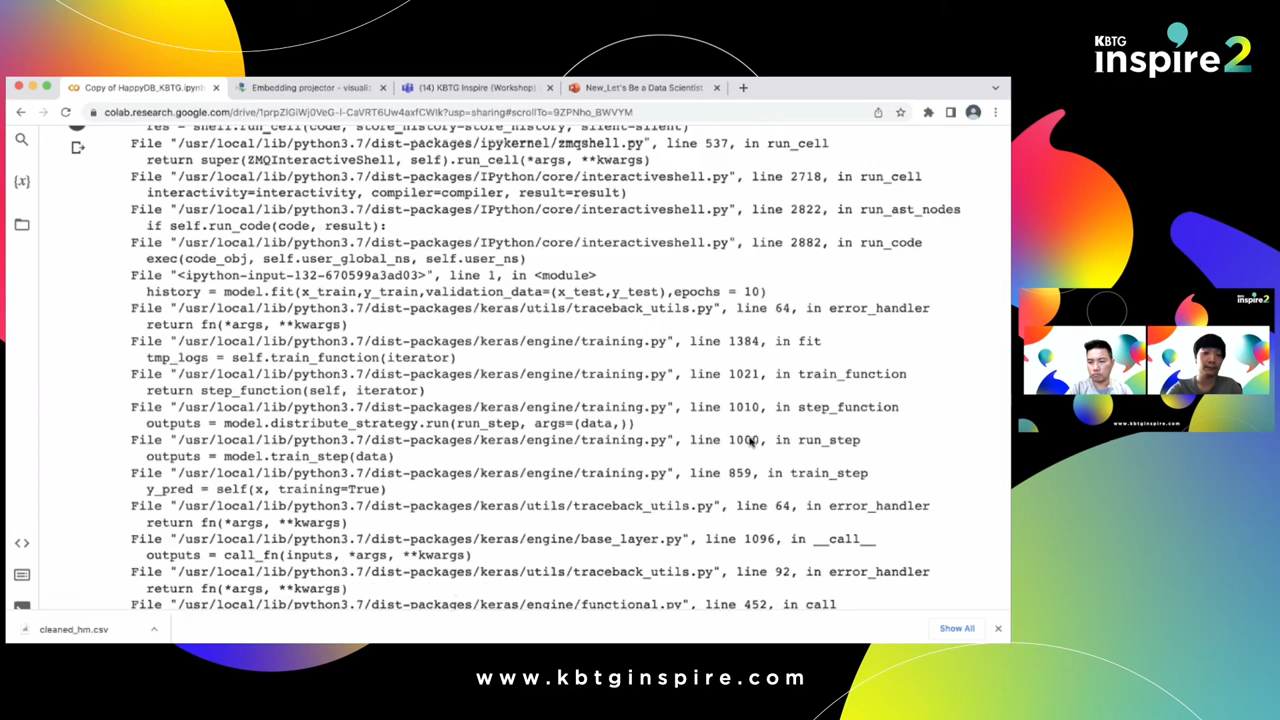 KBTG
inspire 2
Copy of HappyDB_KBTG.ipynb
Embedding projector - visualiz
(14) KBTG Inspire (Workshop)
New_Let's Be a Data Scientist
colab.research.google.com/drive/1prpZIGiWj0VeG-l-CaVRT6Uw4axfCWIk?usp=sharing#scrollTo=9ZPNho_BWVYM
res = shell.run_cell(code, store_history=store_history, silent=silent)
File "/usr/local/lib/python3.7/dist-packages/ipykernel/zmqshell.py", line 537, in run_cell
return super(ZMQInteractiveShell, self).run_cell(*args, **kwargs)
File "/usr/local/lib/python3.7/dist-packages/IPython/core/interactiveshell.py", line 2718, in run_cell
interactivity=interactivity, compiler=compiler, result=result)
File "/usr/local/lib/python3.7/dist-packages/IPython/core/interactiveshell.py", line 2822, in run_ast_nodes
if self.run_code(code, result):
File "/usr/local/lib/python3.7/dist-packages/IPython/core/interactiveshell.py", line 2882, in run_code
exec(code_obj, self.user_global_ns, self.user_ns)
File "<ipython-input-132-670599a3ad03>", line 1, in <module>
history = model.fit(x_train,y_train,validation_data=(x_test,y_test),epochs = 10)
File "/usr/local/lib/python3.7/dist-packages/keras/utils/traceback_utils.py", line 64, in error_handler
return fn(*args, **kwargs)
File "/usr/local/lib/python3.7/dist-packages/keras/engine/training.py", line 1384, in fit
tmp_logs = self.train_function(iterator)
File "/usr/local/lib/python3.7/dist-packages/keras/engine/training.py", line 1021, in train_function
return step_function(self, iterator)
File "/usr/local/lib/python3.7/dist-packages/keras/engine/training.py", line 1010, in step_function
outputs = model.distribute_strategy.run(run_step, args=(data,))
File "/usr/local/lib/python3.7/dist-packages/keras/engine/training.py", line 1000, in run_step
outputs = model.train_step(data)
File "/usr/local/lib/python3.7/dist-packages/keras/engine/training.py", line 859, in train_step
y_pred = self(x, training=True)
File "/usr/local/lib/python3.7/dist-packages/keras/utils/traceback_utils.py", line 64, in error_handler
return fn(*args, **kwargs)
File "/usr/local/lib/python3.7/dist-packages/keras/engine/base_layer.py", line 1096, in __call__
outputs = call_fn(inputs, *args, **kwargs)
File "/usr/local/lib/python3.7/dist-packages/keras/utils/traceback_utils.py", line 92, in error_handler
return fn(*args, **kwargs)
File "/usr/local/lib/python3.7/dist-packages/keras/engine/functional.py", line 452, in call
cleaned_hm.csv
Show All
inspire2
www.kbtginspire.com
www.kbtginspire.com